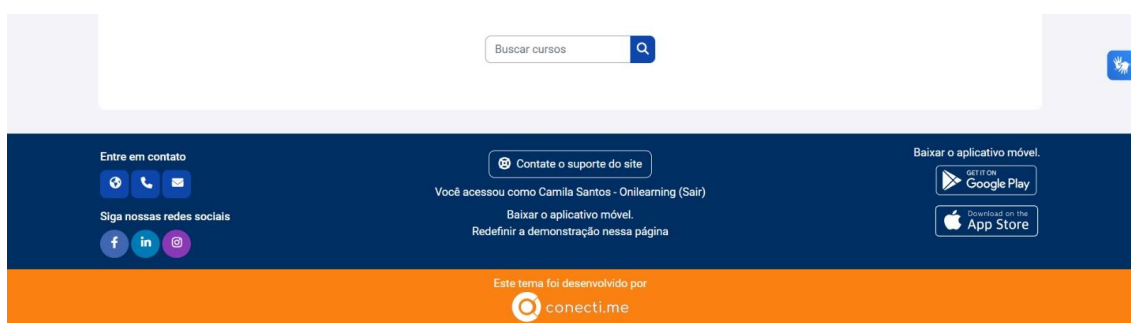 Buscar cursos
Entre em contato
Siga nossas redes sociais
Contate o suporte do site
Você acessou como Camila Santos - Onilearning (Sair)
Baixar o aplicativo móvel.
Redefinir a demonstração nessa página
Baixar o aplicativo móvel.
GET IT ON
Google Play
Download on the
App Store
Este tema foi desenvolvido por
conecti.me